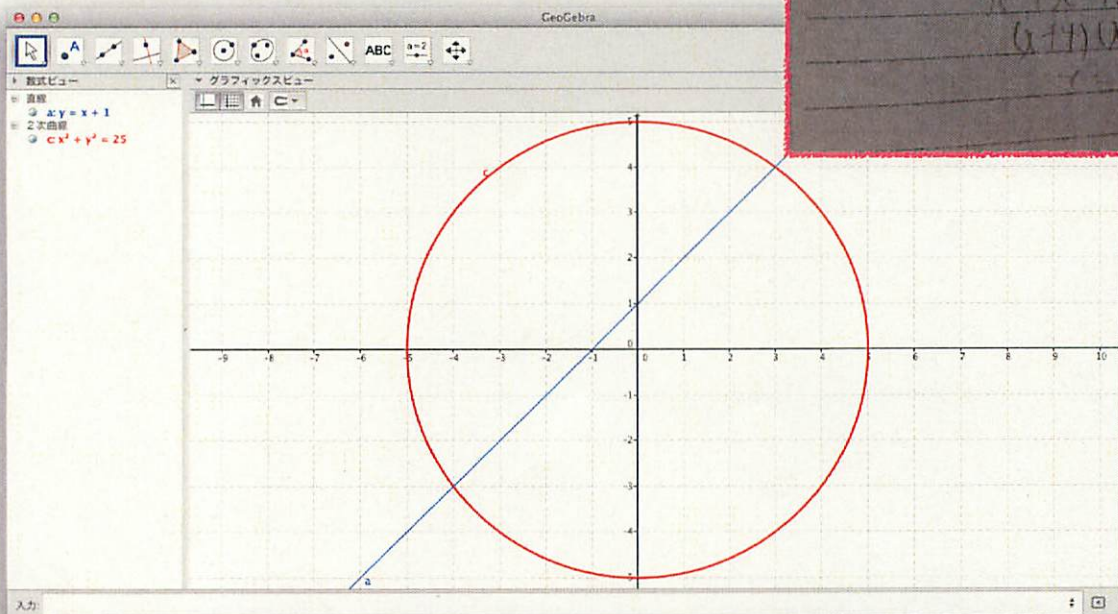 GeoGebra
ABC
a=2
数式ビュー
グラフィックスビュー
直線
a: y = x + 1
2次曲線
c: x² + y² = 25
c
5
4
3
2
1
0
-9 -8 -7 -6 -5 -4 -3 -2 -1 0 1 2 3 4 5 6 7 8 9 10
-1
-2
-3
-4
-5
a
入力: